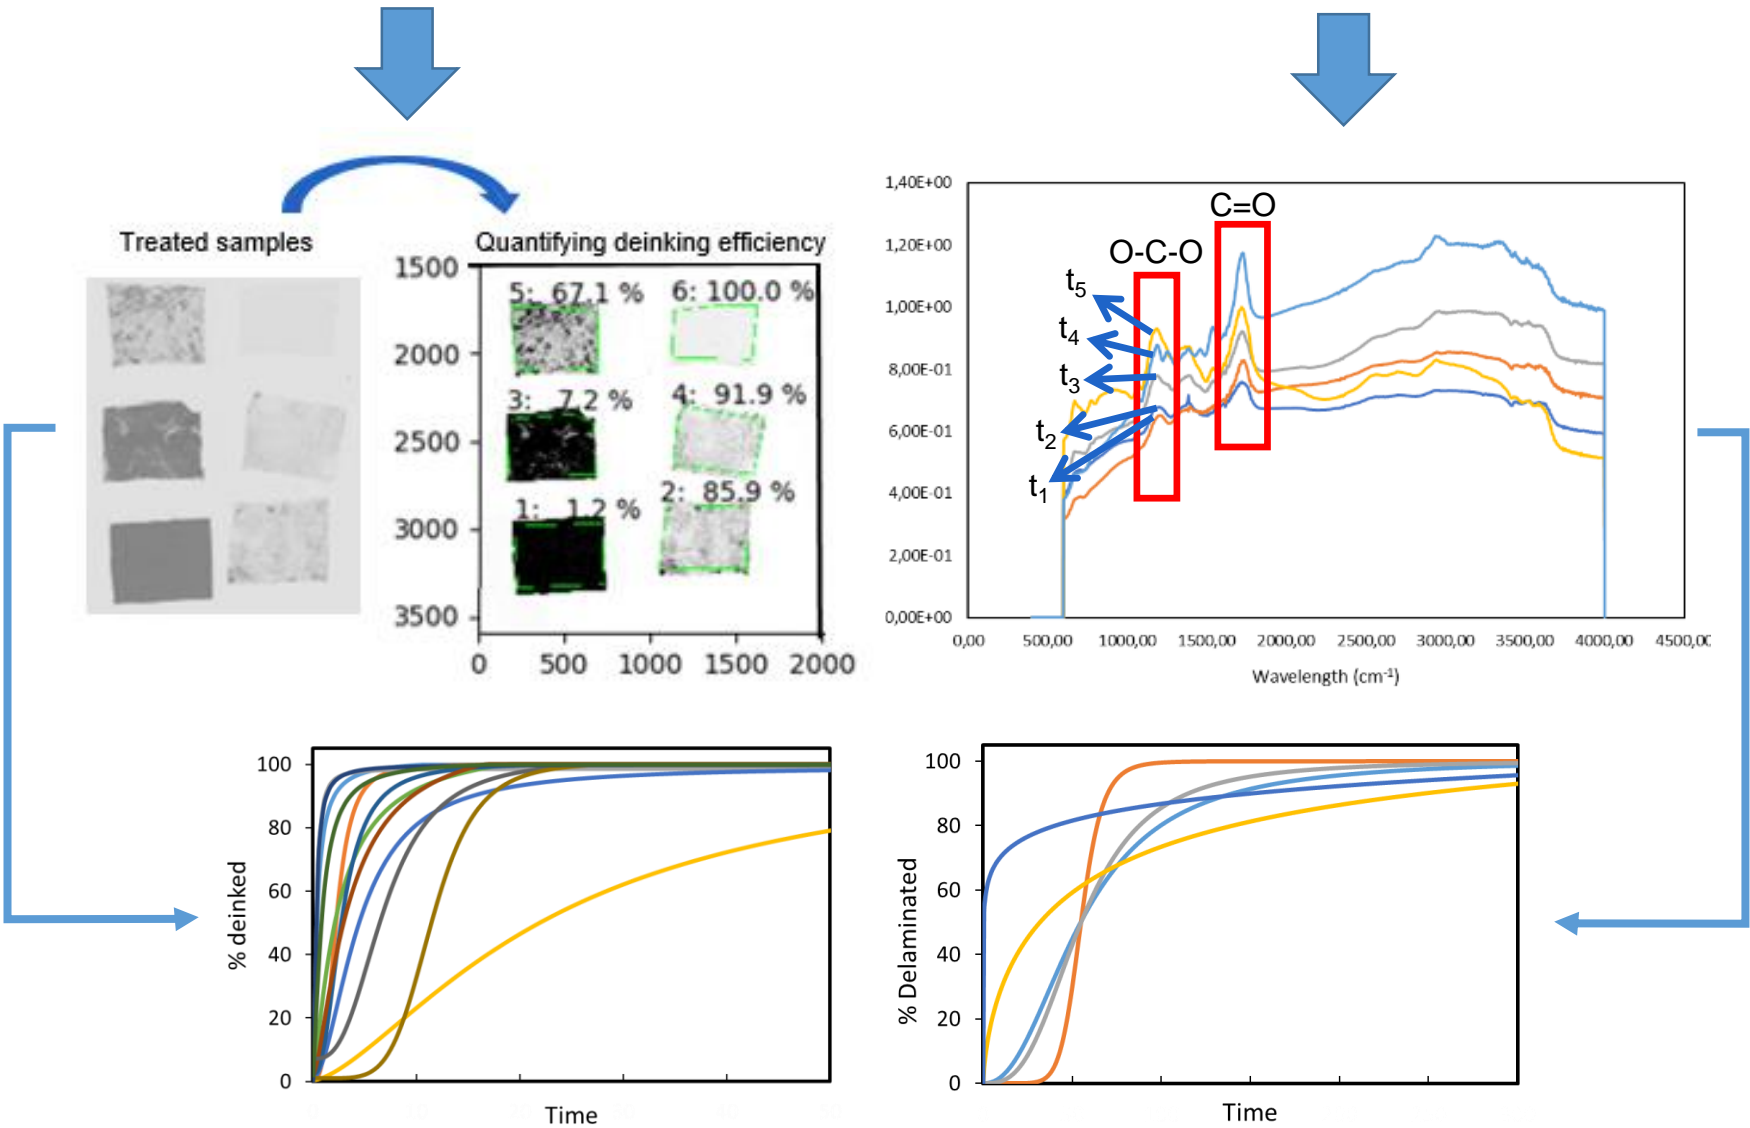 Treated samples
Quantifying deinking efficiency
1500
2000
2500
3000
3500
5: 67.1 %
6: 100.0 %
3: 7.2 %
4: 91.9 %
1: 1.2 %
2: 85.9 %
0 500 1000 1500 2000
1,40E+00
1,20E+00
1,00E+00
8,00E-01
6,00E-01
4,00E-01
2,00E-01
0,00E+00
C=O
O-C-O
t5
t4
t3
t2
t1
0,00 500,00 1000,00 1500,00 2000,00 2500,00 3000,00 3500,00 4000,00 4500,00
Wavelength (cm-1)
% deinked
100
80
60
40
20
0
Time
% Delaminated
100
80
60
40
20
0
Time